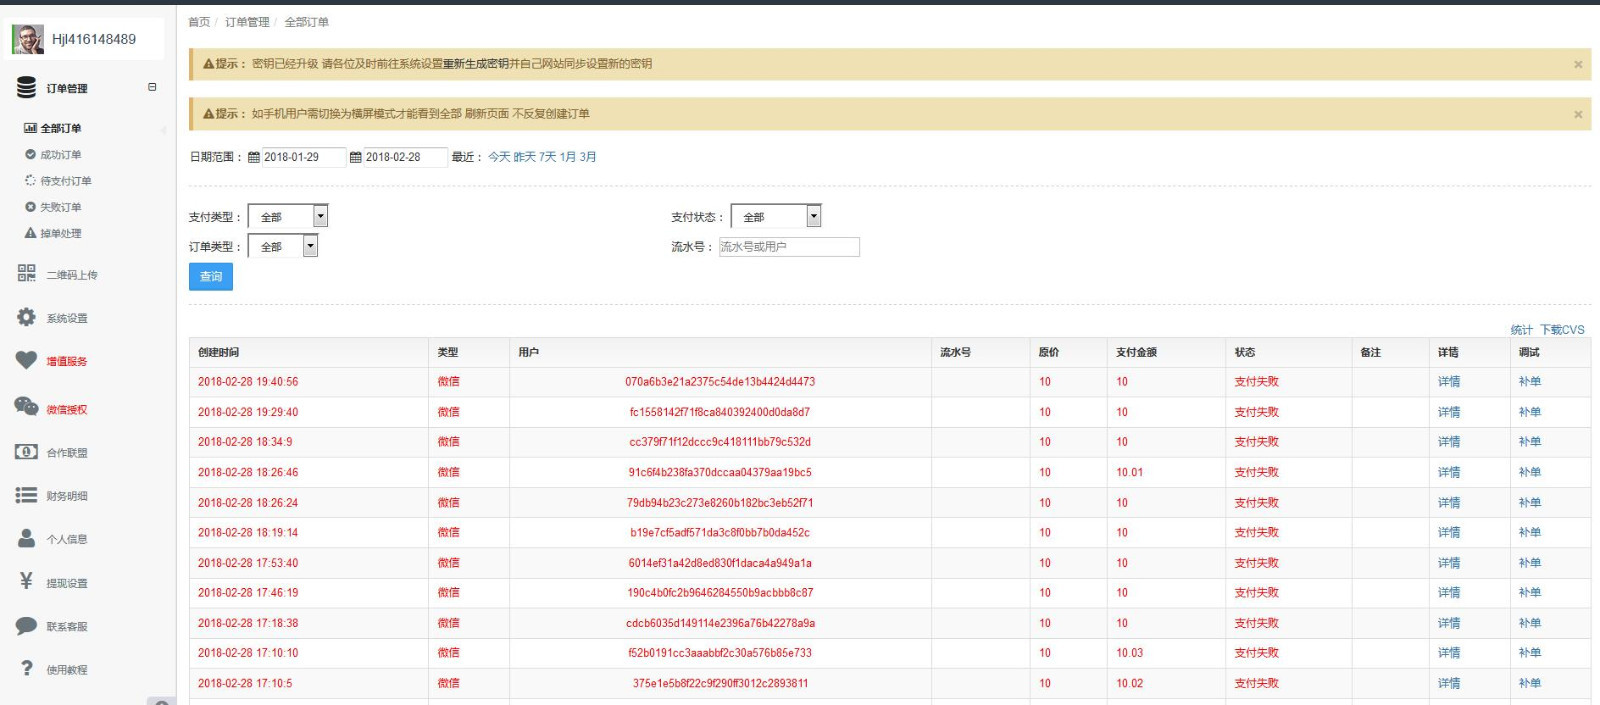 Hjl416148489
订单管理
全部订单
成功订单
待支付订单
失败订单
掉单处理
二维码上传
系统设置
增值服务
微信授权
合作联盟
财务明细
个人信息
提现设置
联系客服
使用教程
首页 / 订单管理 / 全部订单
提示： 密钥已经升级 请各位及时前往系统设置重新生成密钥并自己网站同步设置新的密钥 ×
提示： 如手机用户需切换为横屏模式才能看到全部 刷新页面 不反复创建订单 ×
日期范围： 2018-01-29 2018-02-28 最近： 今天 昨天 7天 1月 3月
支付类型： 全部 支付状态： 全部
订单类型： 全部 流水号： 流水号或用户
查询
统计 下载CVS
创建时间 类型 用户 流水号 原价 支付金额 状态 备注 详情 调试
2018-02-28 19:40:56 微信 070a6b3e21a2375c54de13b4424d4473 10 10 支付失败 详情 补单
2018-02-28 19:29:40 微信 fc1558142f71f8ca840392400d0da8d7 10 10 支付失败 详情 补单
2018-02-28 18:34:9 微信 cc379f71f12dccc9c418111bb79c532d 10 10 支付失败 详情 补单
2018-02-28 18:26:46 微信 91c6f4b238fa370dccaa04379aa19bc5 10 10.01 支付失败 详情 补单
2018-02-28 18:26:24 微信 79db94b23c273e8260b182bc3eb52f71 10 10 支付失败 详情 补单
2018-02-28 18:19:14 微信 b19e7cf5adf571da3c8f0bb7b0da452c 10 10 支付失败 详情 补单
2018-02-28 17:53:40 微信 6014ef31a42d8ed830f1daca4a949a1a 10 10 支付失败 详情 补单
2018-02-28 17:46:19 微信 190c4b0fc2b9646284550b9acbbb8c87 10 10 支付失败 详情 补单
2018-02-28 17:18:38 微信 cdcb6035d149114e2396a76b42278a9a 10 10 支付失败 详情 补单
2018-02-28 17:10:10 微信 f52b0191cc3aaabbf2c30a576b85e733 10 10.03 支付失败 详情 补单
2018-02-28 17:10:5 微信 375e1e5b8f22c9f290ff3012c2893811 10 10.02 支付失败 详情 补单